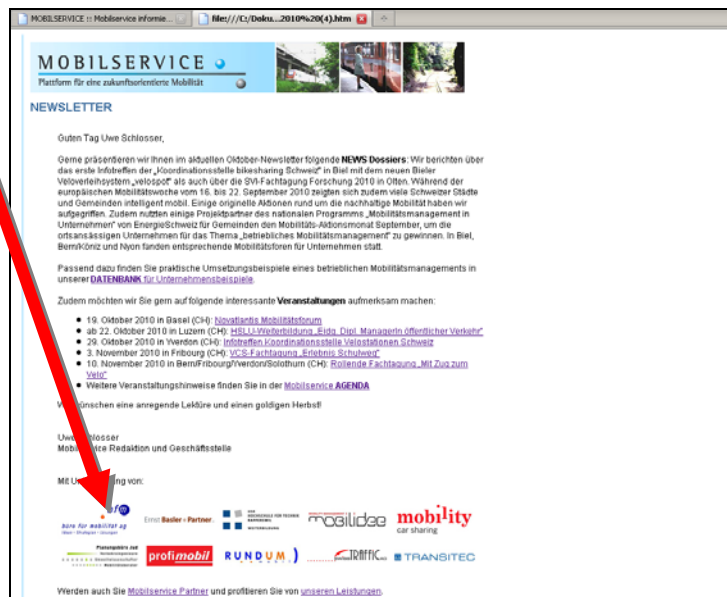 MOBILSERVICE :: Mobilservice informie...
file:///C:/Doku...2010%20(4).htm
MOBILSERVICE
Plattform für eine zukunftsorientierte Mobilität
NEWSLETTER
Guten Tag Uwe Schlosser,
Gerne präsentieren wir Ihnen im aktuellen Oktober-Newsletter folgende NEWS Dossiers: Wir berichten über
das erste Infotreffen der „Koordinationsstelle bikesharing Schweiz" in Biel mit dem neuen Bieler
Veloverleihsystem „velospot" als auch über die SVI-Fachtagung Forschung 2010 in Olten. Während der
europäischen Mobilitätswoche vom 16. bis 22. September 2010 zeigten sich zudem viele Schweizer Städte
und Gemeinden intelligent mobil. Einige originelle Aktionen rund um die nachhaltige Mobilität haben wir
aufgegriffen. Zudem nutzten einige Projektpartner des nationalen Programms „Mobilitätsmanagement in
Unternehmen" von EnergieSchweiz für Gemeinden den Mobilitäts-Aktionsmonat September, um die
ortsansässigen Unternehmen für das Thema „betriebliches Mobilitätsmanagement" zu gewinnen. In Biel,
Bern/Köniz und Nyon fanden entsprechende Mobilitätsforen für Unternehmen statt.
Passend dazu finden Sie praktische Umsetzungsbeispiele eines betrieblichen Mobilitätsmanagements in
unserer DATENBANK für Unternehmensbeispiele.
Zudem möchten wir Sie gern auf folgende interessante Veranstaltungen aufmerksam machen:
• 19. Oktober 2010 in Basel (CH): Novatlantis Mobilitätsforum
• ab 22. Oktober 2010 in Luzern (CH): HSLU-Weiterbildung „Eidg. Dipl. ManagerIn öffentlicher Verkehr"
• 29. Oktober 2010 in Yverdon (CH): Infotreffen Koordinationsstelle Velostationen Schweiz
• 3. November 2010 in Fribourg (CH): VCS-Fachtagung „Erlebnis Schulweg"
• 10. November 2010 in Bern/Fribourg/Yverdon/Solothurn (CH): Rollende Fachtagung „Mit Zug zum
Velo"
• Weitere Veranstaltungshinweise finden Sie in der Mobilservice AGENDA
W ünschen eine anregende Lektüre und einen goldigen Herbst!
Uwe Schlosser
Mobilservice Redaktion und Geschäftsstelle
Mit U ung von:
büro für mobilität ag
Ernst Basler + Partner
HOCHSCHULE FÜR TECHNIK
RAPPERSWIL
mobilidée
mobility
car sharing
Planungsbüro Jud
profimobil
RUNDUM )
TRAFFIC
TRANSITEC
Werden auch Sie Mobilservice Partner und profitieren Sie von unseren Leistungen.